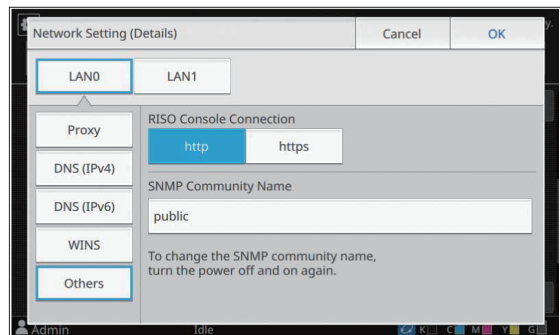 Network Setting (Details)
Cancel
OK
y.
LAN0
LAN1
Proxy
DNS (IPv4)
DNS (IPv6)
WINS
Others
RISO Console Connection
http
https
SNMP Community Name
public
To change the SNMP community name,
turn the power off and on again.
Admin
Idle
K
C
M
Y
G